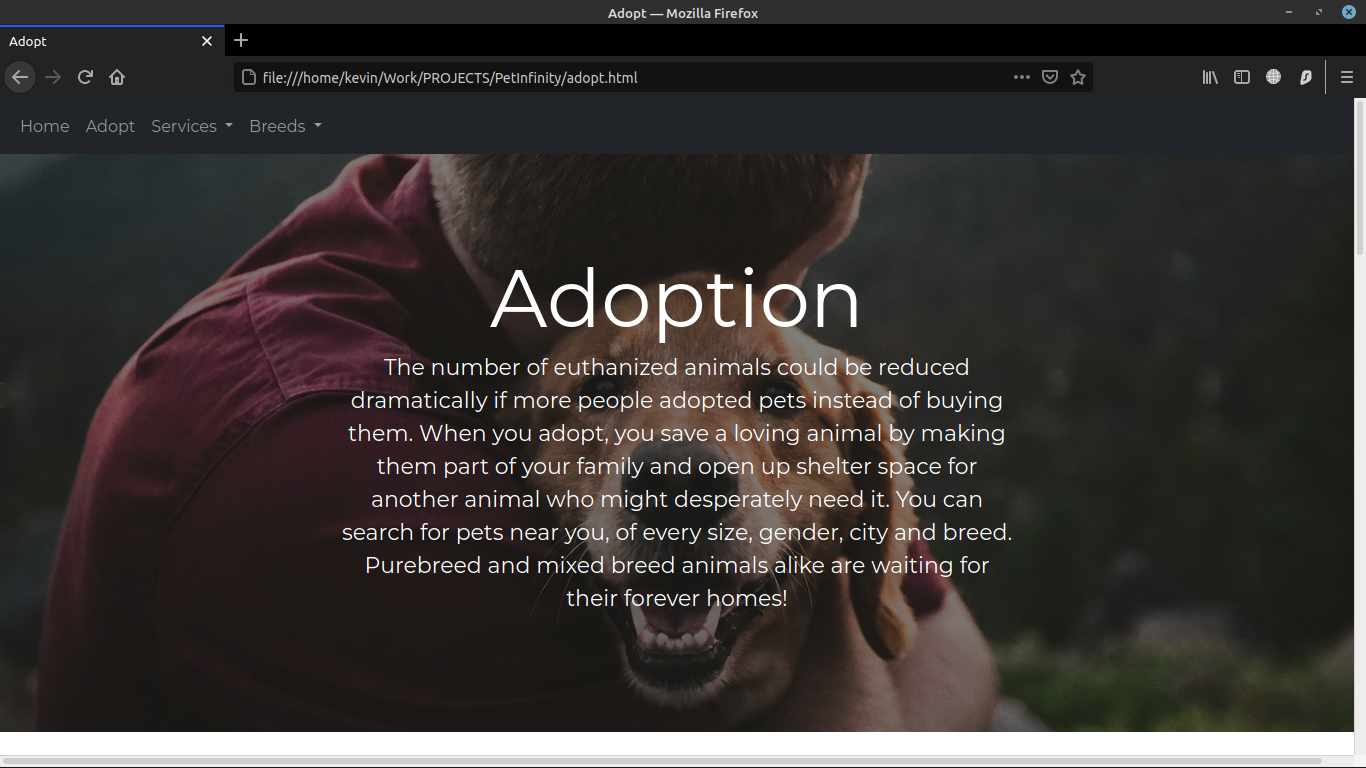 Adopt — Mozilla Firefox
Adopt
file:///home/kevin/Work/PROJECTS/PetInfinity/adopt.html
Home Adopt Services Breeds
Adoption
The number of euthanized animals could be reduced
dramatically if more people adopted pets instead of buying
them. When you adopt, you save a loving animal by making
them part of your family and open up shelter space for
another animal who might desperately need it. You can
search for pets near you, of every size, gender, city and breed.
Purebreed and mixed breed animals alike are waiting for
their forever homes!